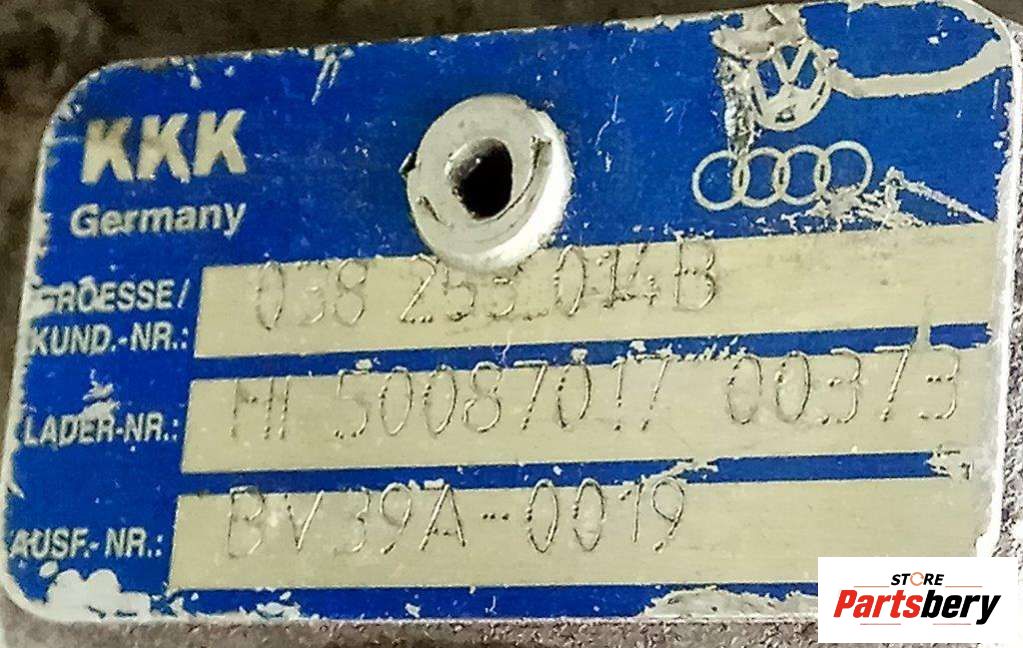 KKK
Germany
GROESSE/
KUND.-NR.:
038 253 014B
LADER-NR.:
HI 50087017 00373
AUSF.-NR.:
BV39A-0019
STORE
Partsbery